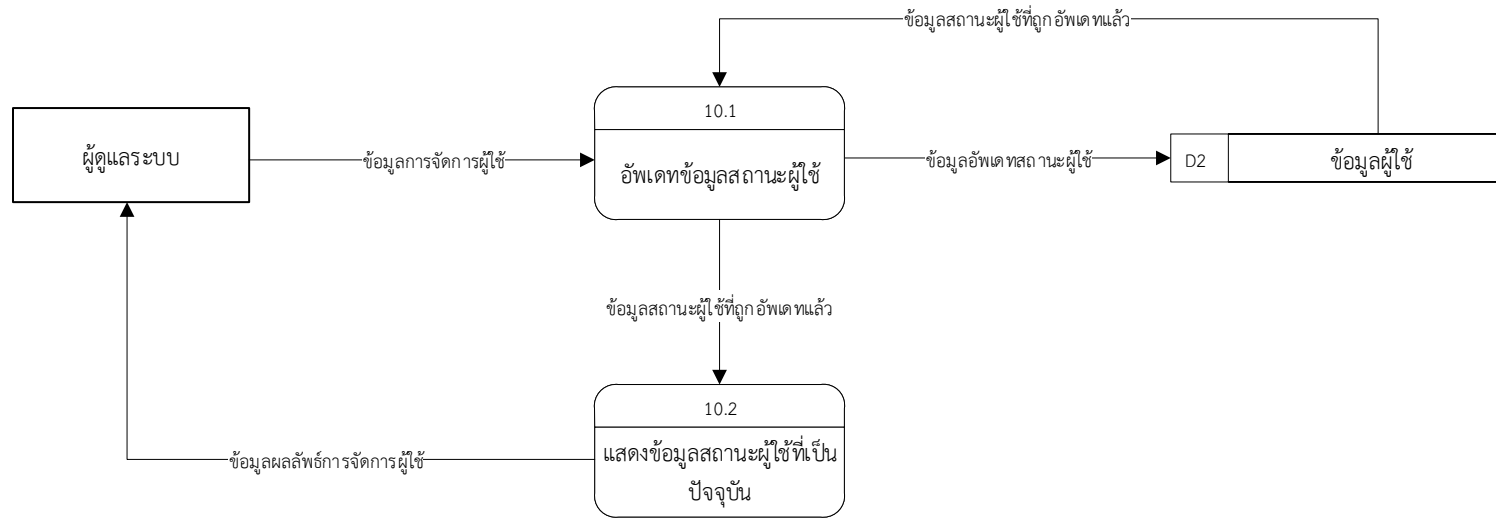 ข้อมูลสถานะผู้ใช้ที่ถูกอัพเดทแล้ว
ผู้ดูแลระบบ
ข้อมูลการจัดการผู้ใช้
10.1
อัพเดทข้อมูลสถานะผู้ใช้
ข้อมูลอัพเดทสถานะผู้ใช้
D2
ข้อมูลผู้ใช้
ข้อมูลสถานะผู้ใช้ที่ถูกอัพเดทแล้ว
10.2
แสดงข้อมูลสถานะผู้ใช้ที่เป็น
ปัจจุบัน
ข้อมูลผลลัพธ์การจัดการผู้ใช้